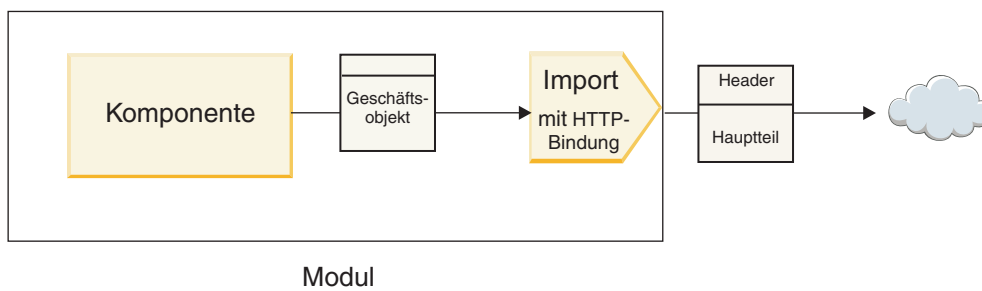 Komponente
Geschäfts-
objekt
Import
mit HTTP-
Bindung
Header
Hauptteil
Modul